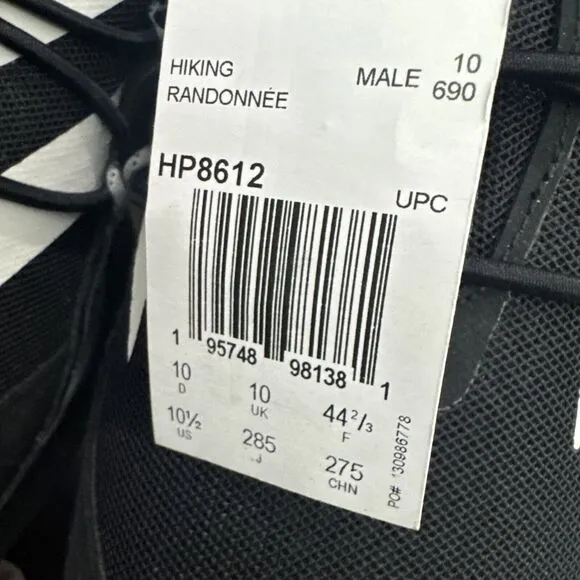 HIKING
RANDONNÉE
MALE 10
690
HP8612
UPC
1 95748 98138 1
10 10 44 2/3
D UK F
10½ 285 275
US J CHN
PO# 130986778